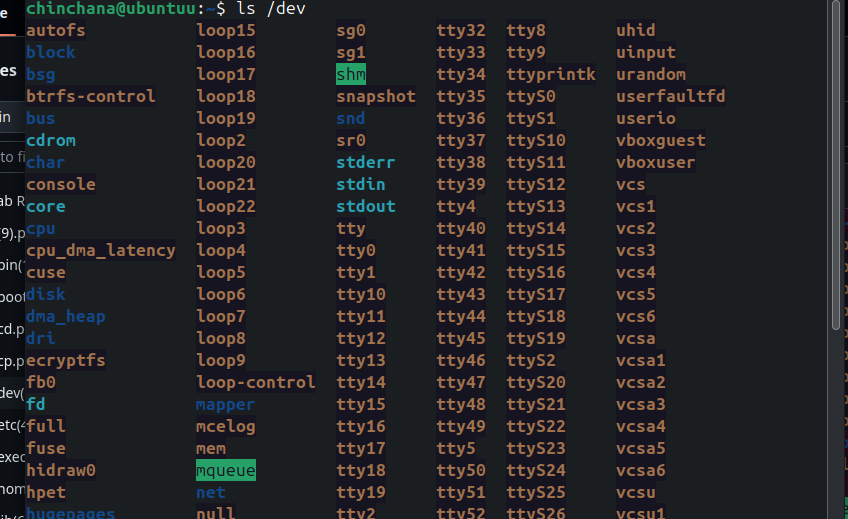 e
chinchana@ubuntuu:~$ ls /dev
autofs loop15 sg0 tty32 tty8 uhid
block loop16 sg1 tty33 tty9 uinput
es
bsg loop17 shm tty34 ttyprintk urandom
btrfs-control loop18 snapshot tty35 ttyS0 userfaultfd
in
bus loop19 snd tty36 ttyS1 userio
cdrom loop2 sr0 tty37 ttyS10 vboxguest
to fi
char loop20 stderr tty38 ttyS11 vboxuser
console loop21 stdin tty39 ttyS12 vcs
ab R
core loop22 stdout tty4 ttyS13 vcs1
cpu loop3 tty tty40 ttyS14 vcs2
(9).p
cpu_dma_latency loop4 tty0 tty41 ttyS15 vcs3
bin(
cuse loop5 tty1 tty42 ttyS16 vcs4
boot
disk loop6 tty10 tty43 ttyS17 vcs5
dma_heap loop7 tty11 tty44 ttyS18 vcs6
cd.p
dri loop8 tty12 tty45 ttyS19 vcsa
cp.p
ecryptfs loop9 tty13 tty46 ttyS2 vcsa1
fb0 loop-control tty14 tty47 ttyS20 vcsa2
dev(
fd mapper tty15 tty48 ttyS21 vcsa3
etc(4
full mcelog tty16 tty49 ttyS22 vcsa4
fuse mem tty17 tty5 ttyS23 vcsa5
exec
hidraw0 mqueue tty18 tty50 ttyS24 vcsa6
hpet net tty19 tty51 ttyS25 vcsu
hom
hugepages null tty2 tty52 ttyS26 vcsu1